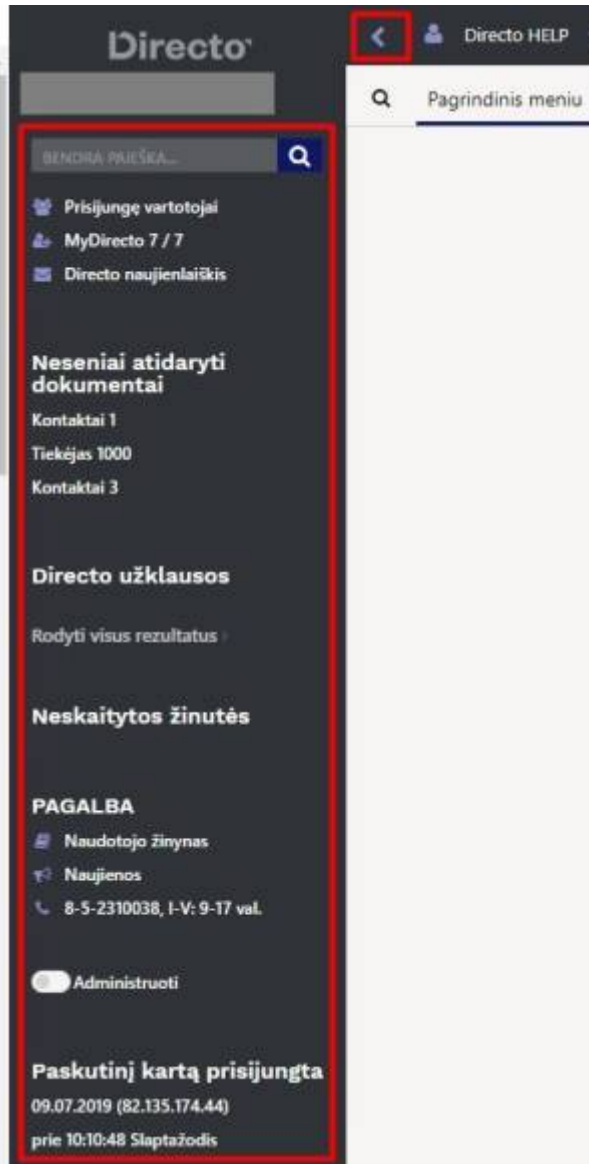 Directo
Directo HELP
Pagrindinis meniu
BENDRA PAIEŠKA...
Prisijungę vartotojai
MyDirecto 7 / 7
Directo naujienlaiškis
Neseniai atidaryti
dokumentai
Kontaktai 1
Tiekėjas 1000
Kontaktai 3
Directo užklausos
Rodyti visus rezultatus ›
Neskaitytos žinutės
PAGALBA
Naudotojo žinynas
Naujienos
8-5-2310038, I-V: 9-17 val.
Administruoti
Paskutinį kartą prisijungta
09.07.2019 (82.135.174.44)
prie 10:10:48 Slaptažodis